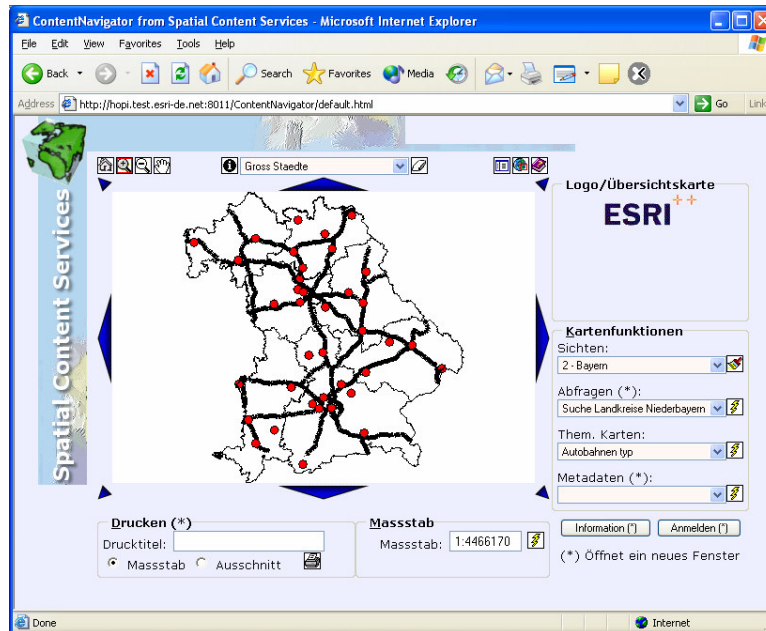 ContentNavigator from Spatial Content Services - Microsoft Internet Explorer
File Edit View Favorites Tools Help
Back Search Favorites Media
Address http://hopi.test.esri-de.net:8011/ContentNavigator/default.html Go Link
Spatial Content Services
Gross Staedte
Logo/Übersichtskarte
ESRI
Kartenfunktionen
Sichten:
2 - Bayern
Abfragen (*):
Suche Landkreise Niederbayern
Them. Karten:
Autobahnen typ
Metadaten (*):
Information (*) Anmelden (*)
(*) Öffnet ein neues Fenster
Drucken (*)
Drucktitel:
Massstab Ausschnitt
Massstab
Massstab: 1:4466170
Done Internet